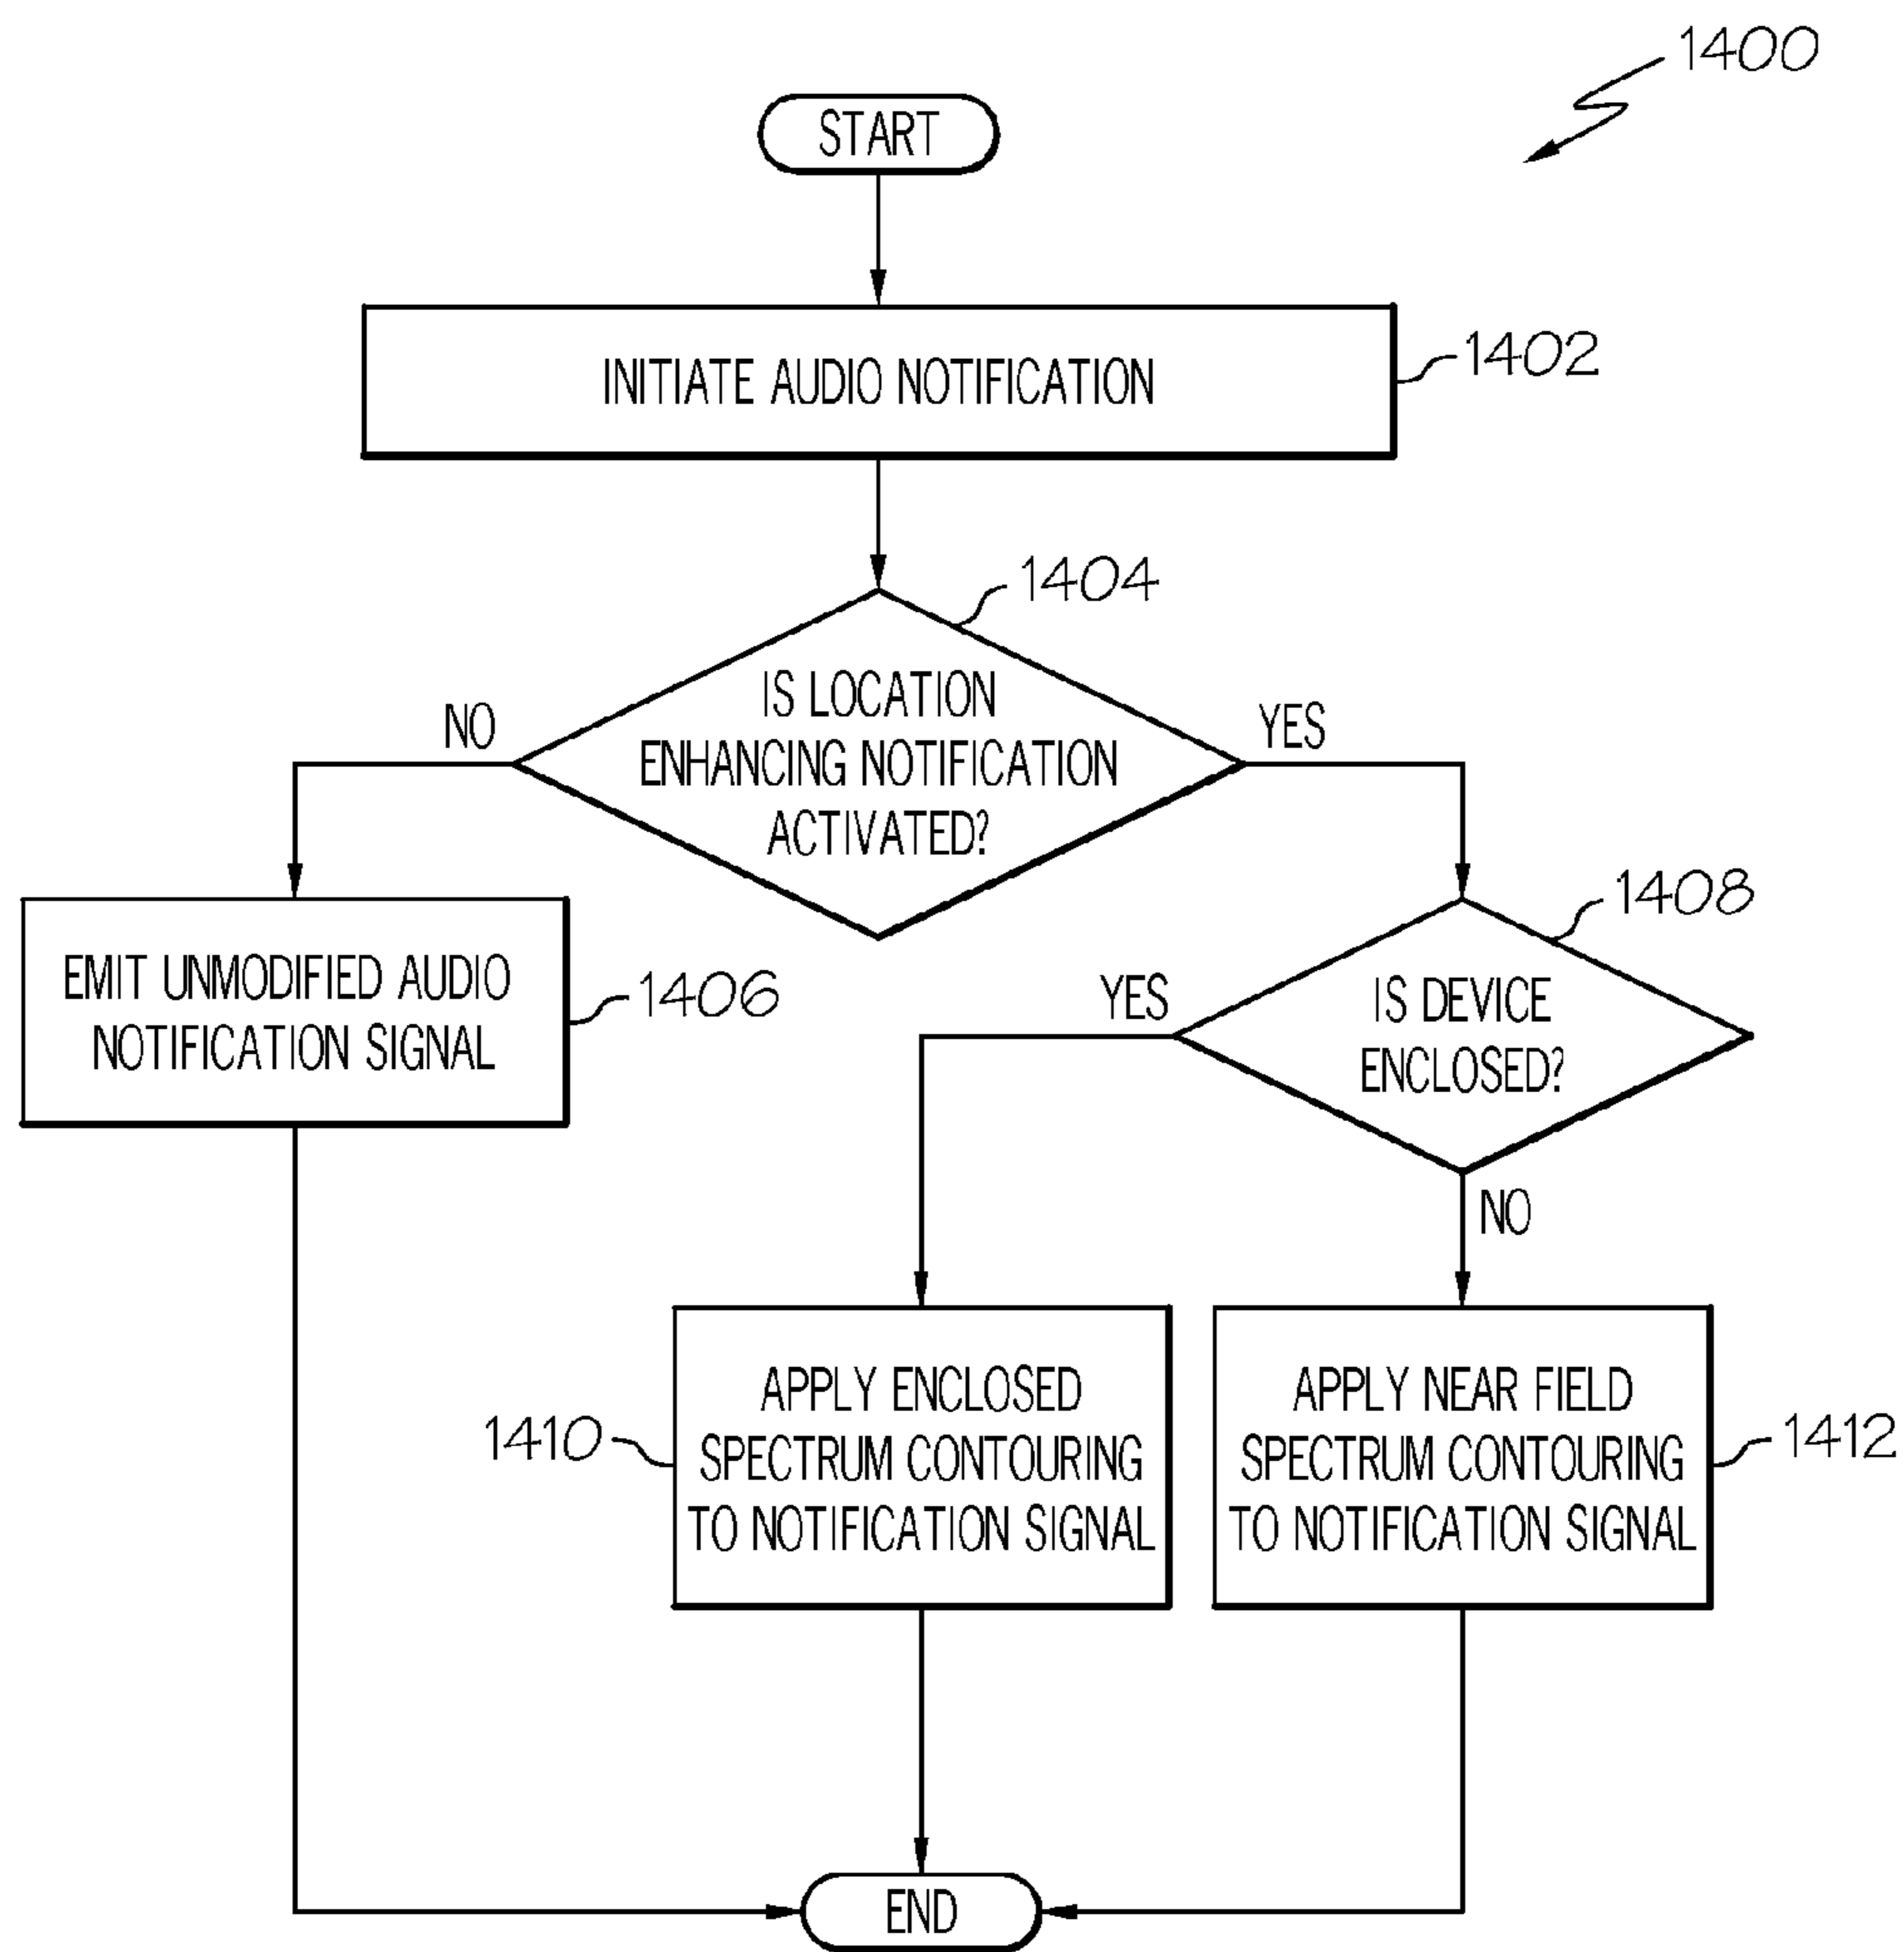 1400
START
INITIATE AUDIO NOTIFICATION
1402
1404
IS LOCATION
ENHANCING NOTIFICATION
ACTIVATED?
NO
YES
EMIT UNMODIFIED AUDIO
NOTIFICATION SIGNAL
1406
1408
IS DEVICE
ENCLOSED?
YES
NO
1410
APPLY ENCLOSED
SPECTRUM CONTOURING
TO NOTIFICATION SIGNAL
APPLY NEAR FIELD
SPECTRUM CONTOURING
TO NOTIFICATION SIGNAL
1412
END